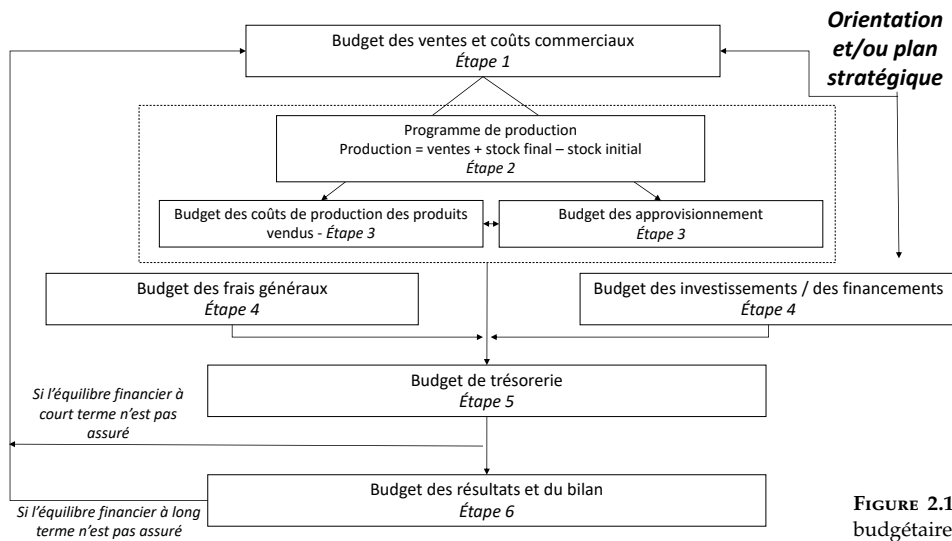 Orientation
et/ou plan
stratégique
Budget des ventes et coûts commerciaux
Étape 1
Programme de production
Production = ventes + stock final – stock initial
Étape 2
Budget des coûts de production des produits
vendus - Étape 3
Budget des approvisionnement
Étape 3
Budget des frais généraux
Étape 4
Budget des investissements / des financements
Étape 4
Budget de trésorerie
Étape 5
Si l'équilibre financier à
court terme n'est pas
assuré
Budget des résultats et du bilan
Étape 6
Si l'équilibre financier à long
terme n'est pas assuré
FIGURE 2.1
budgétaire